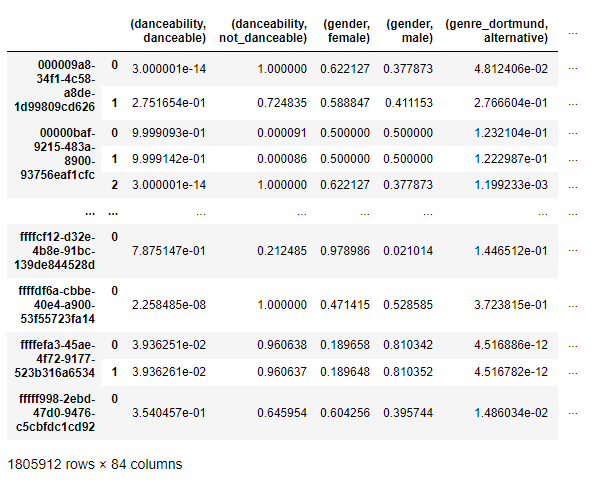 (danceability, (danceability, (gender, (gender, (genre_dortmund, ...
danceable) not_danceable) female) male) alternative)
000009a8- 0 3.000001e-14 1.000000 0.622127 0.377873 4.812406e-02 ...
34f1-4c58-
a8de- 1 2.751654e-01 0.724835 0.588847 0.411153 2.766604e-01 ...
1d99809cd626
00000baf- 0 9.999093e-01 0.000091 0.500000 0.500000 1.232104e-01 ...
9215-483a- 1 9.999142e-01 0.000086 0.500000 0.500000 1.222987e-01 ...
8900-
93756eaf1cfc 2 3.000001e-14 1.000000 0.622127 0.377873 1.199233e-03 ...
... ... ... ... ... ... ... ...
ffffcf12-d32e- 0
4b8e-91bc- 7.875147e-01 0.212485 0.978986 0.021014 1.446512e-01 ...
139de844528d
ffffdf6a-cbbe- 0
40e4-a900- 2.258485e-08 1.000000 0.471415 0.528585 3.723815e-01 ...
53f55723fa14
ffffefa3-45ae- 0 3.936251e-02 0.960638 0.189658 0.810342 4.516886e-12 ...
4f72-9177-
523b316a6534 1 3.936261e-02 0.960637 0.189648 0.810352 4.516782e-12 ...
fffff998-2ebd- 0
47d0-9476- 3.540457e-01 0.645954 0.604256 0.395744 1.486034e-02 ...
c5cbfdc1cd92
1805912 rows × 84 columns